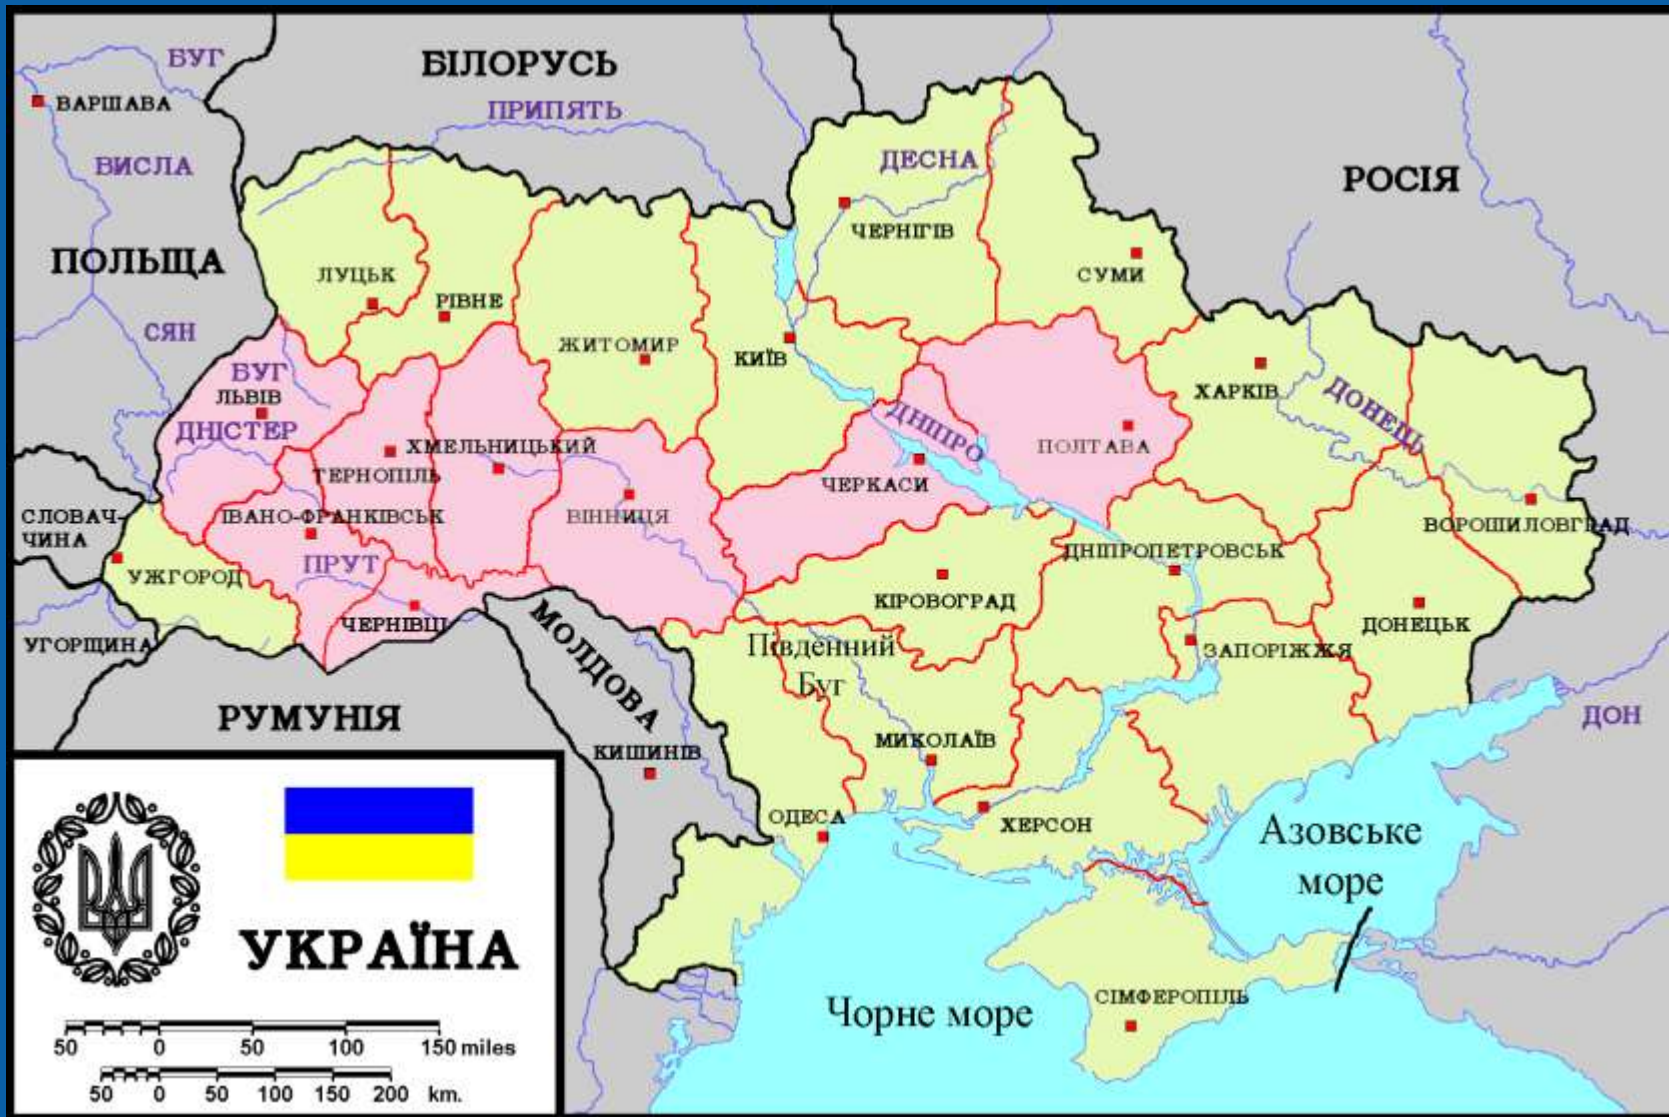 БУГ
БІЛОРУСЬ
ВАРШАВА
ПРИПЯТЬ
ВИСЛА
ДЕСНА
РОСІЯ
ЧЕРНІГІВ
ПОЛЬЩА
ЛУЦЬК
СУМИ
РІВНЕ
СЯН
ЖИТОМИР
КИЇВ
БУГ
ЛЬВІВ
ХАРКІВ
ДОНЕЦЬ
ДНІСТЕР
ДНІПРО
ХМЕЛЬНИЦЬКИЙ
ПОЛТАВА
ТЕРНОПІЛЬ
ЧЕРКАСИ
СЛОВАЧ-
ЧИНА
ІВАНО-ФРАНКІВСЬК
ВІННИЦЯ
ВОРОШИЛОВГРАД
ДНІПРОПЕТРОВСЬК
ПРУТ
УЖГОРОД
КІРОВОГРАД
ЧЕРНІВЦІ
ДОНЕЦЬК
УГОРЩИНА
МОЛДОВА
Південний
Буг
ЗАПОРІЖЖЯ
РУМУНІЯ
ДОН
КИШИНІВ
МИКОЛАЇВ
ОДЕСА
ХЕРСОН
Азовське
море
УКРАЇНА
СІМФЕРОПІЛЬ
Чорне море
50 0 50 100 150 miles
50 0 50 100 150 200 km.